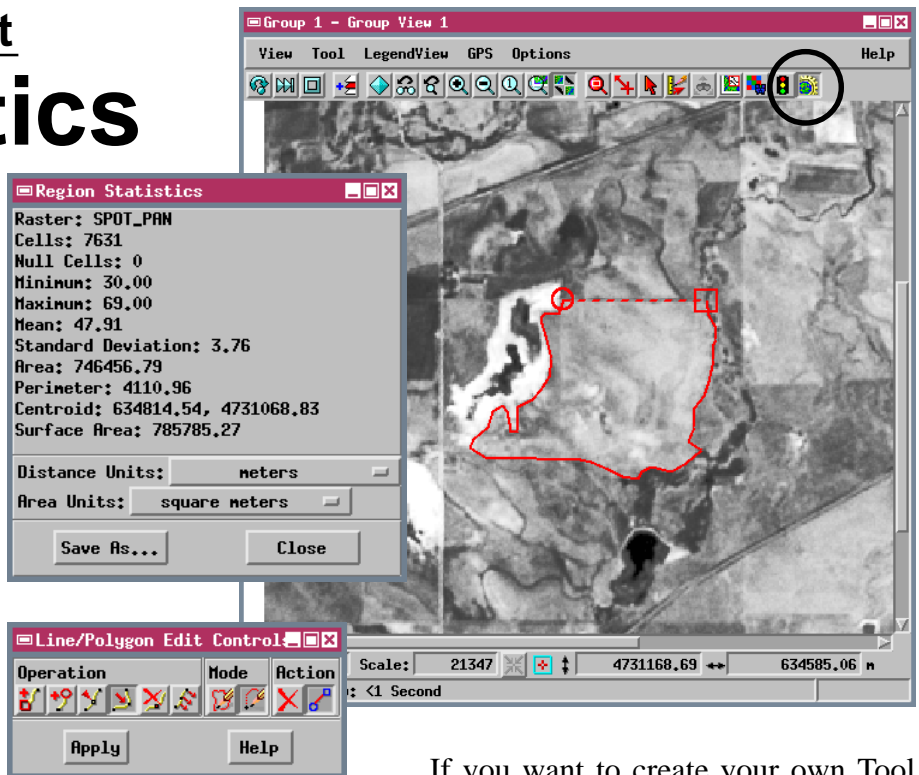 t
tics
Group 1 - Group View 1
View Tool LegendView GPS Options Help
Region Statistics
Raster: SPOT_PAN
Cells: 7631
Null Cells: 0
Minimum: 30.00
Maximum: 69.00
Mean: 47.91
Standard Deviation: 3.76
Area: 746456.79
Perimeter: 4110.96
Centroid: 634814.54, 4731068.83
Surface Area: 785785.27
Distance Units: meters
Area Units: square meters
Save As... Close
Line/Polygon Edit Controls
Operation Mode Action
Apply Help
Scale: 21347 4731168.69 634585.06 m
: <1 Second
If you want to create your own Tool